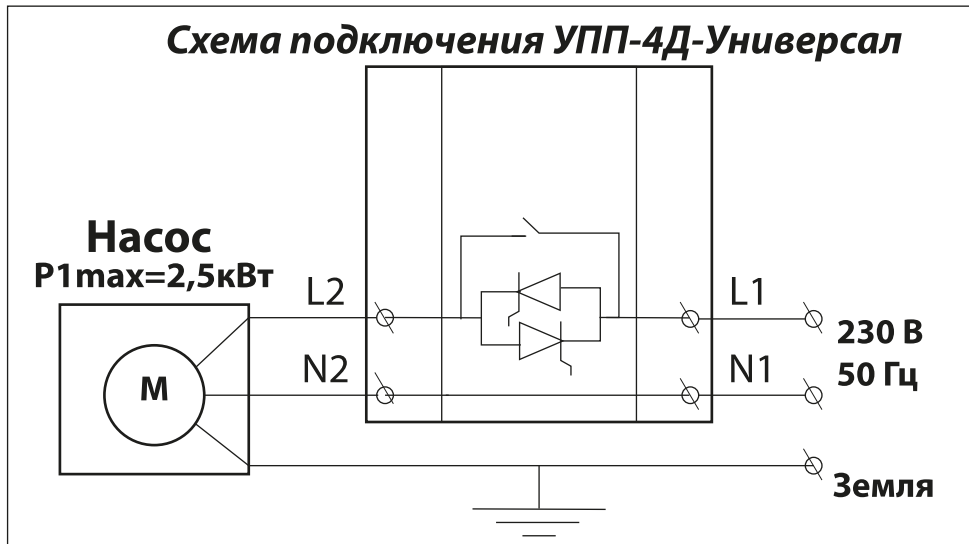 Схема подключения УПП-4Д-Универсал
Насос
P1max=2,5кВт
L2
L1
230 В
50 Гц
N2
N1
М
Земля